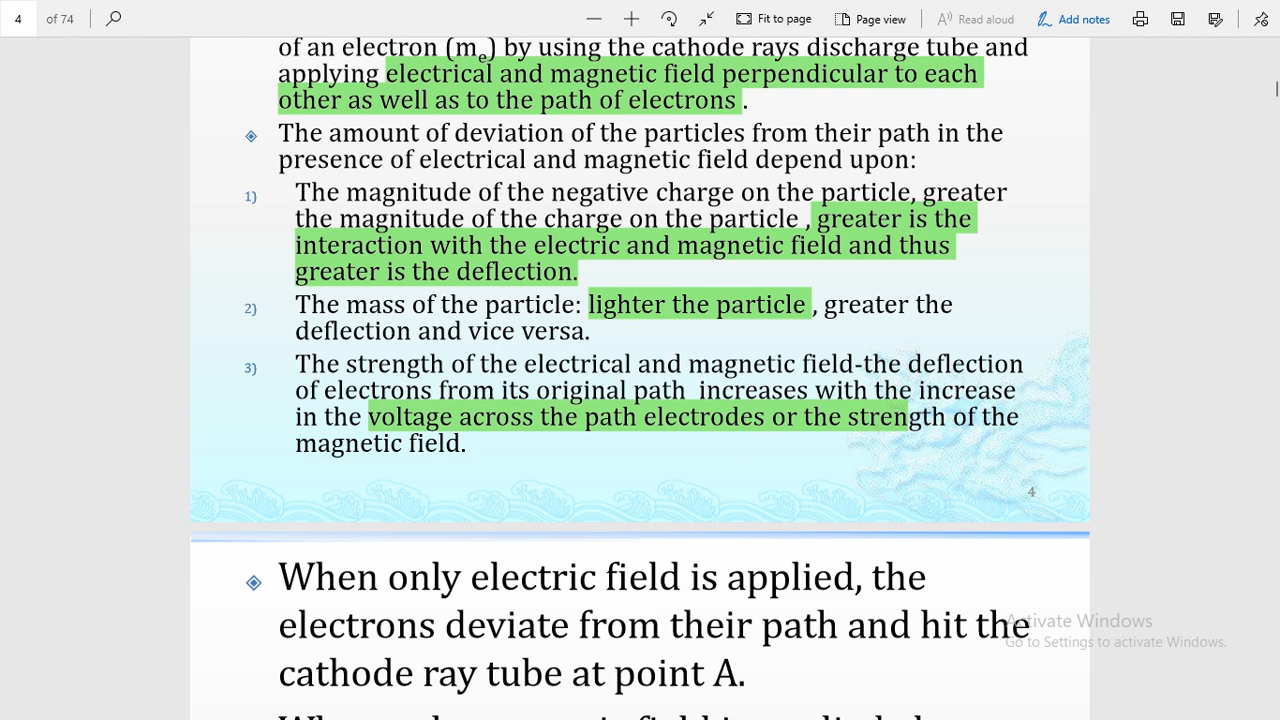 4 of 74 Fit to page Page view Read aloud Add notes
of an electron (me) by using the cathode rays discharge tube and
applying electrical and magnetic field perpendicular to each
other as well as to the path of electrons .
The amount of deviation of the particles from their path in the
presence of electrical and magnetic field depend upon:
1) The magnitude of the negative charge on the particle, greater
the magnitude of the charge on the particle , greater is the
interaction with the electric and magnetic field and thus
greater is the deflection.
2) The mass of the particle: lighter the particle , greater the
deflection and vice versa.
3) The strength of the electrical and magnetic field-the deflection
of electrons from its original path increases with the increase
in the voltage across the path electrodes or the strength of the
magnetic field.
4
When only electric field is applied, the
electrons deviate from their path and hit the
cathode ray tube at point A.
Activate Windows
Go to Settings to activate Windows.